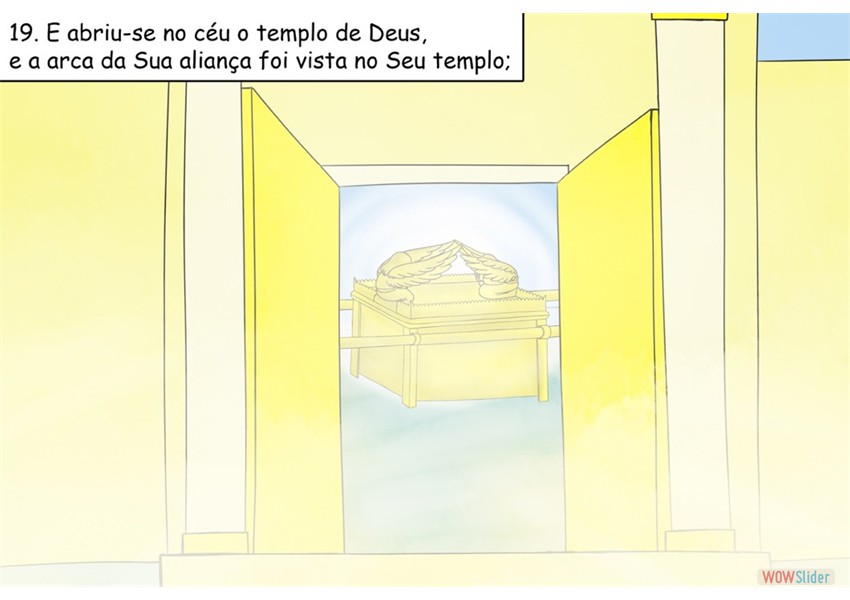 19. E abriu-se no céu o templo de Deus,
e a arca da Sua aliança foi vista no Seu templo;
WOWSlider